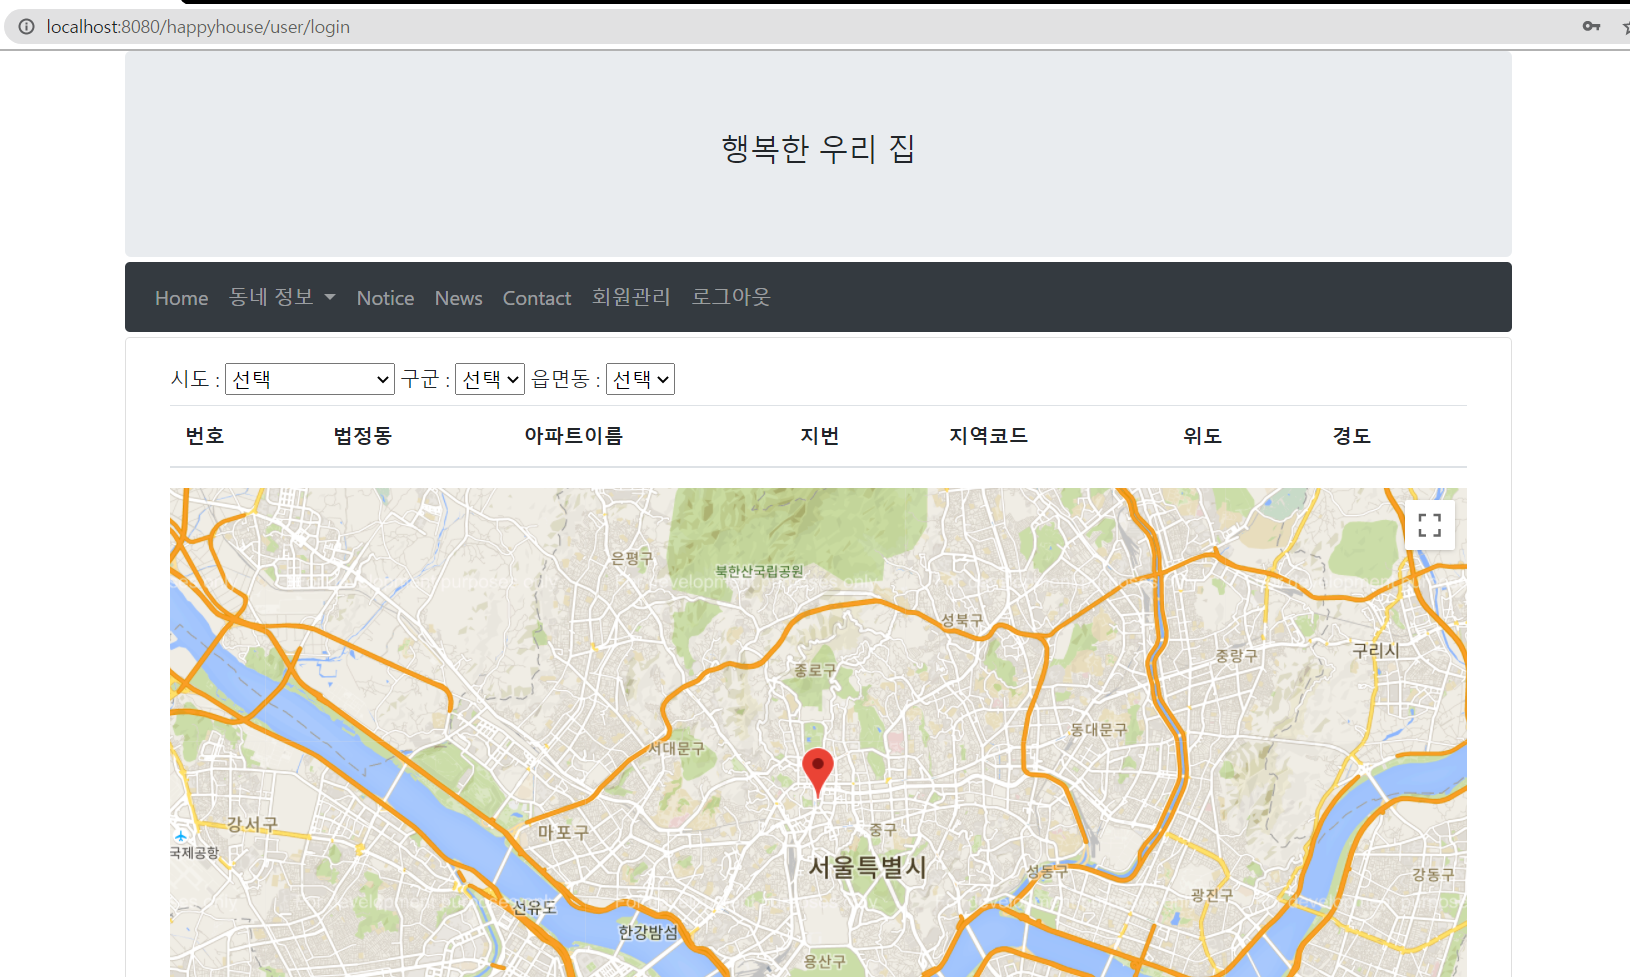 localhost:8080/happyhouse/user/login
행복한 우리 집
Home 동네 정보 Notice News Contact 회원관리 로그아웃
시도 : 선택 구군 : 선택 읍면동 : 선택
번호 법정동 아파트이름 지번 지역코드 위도 경도
은평구
북한산국립공원
성북구
중랑구
구리시
종로구
동대문구
서대문구
강서구
마포구
중구
국제공항
서울특별시
성동구
강동구
광진구
For development purposes only
선유도
한강밤섬
용산구